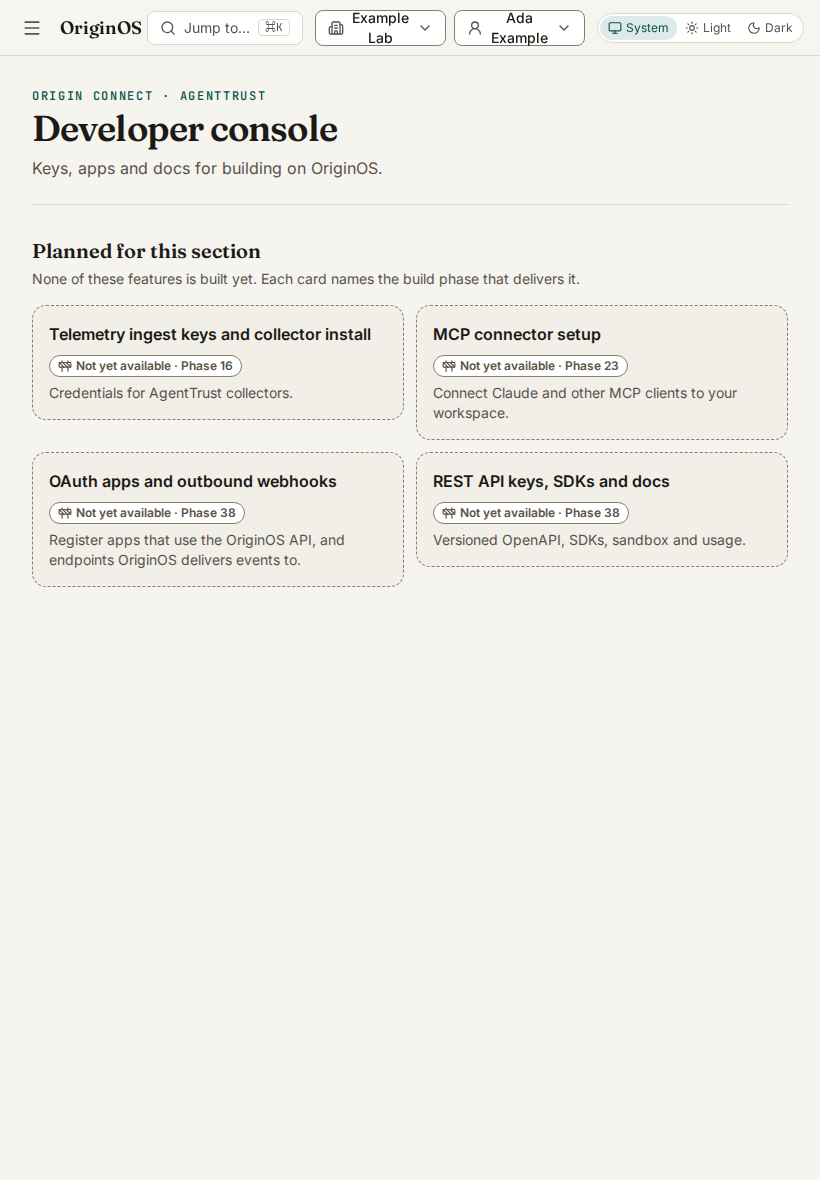 OriginOS
Jump to...
⌘K
Example
Lab
Ada
Example
System
Light
Dark
ORIGIN CONNECT · AGENTTRUST
Developer console
Keys, apps and docs for building on OriginOS.
Planned for this section
None of these features is built yet. Each card names the build phase that delivers it.
Telemetry ingest keys and collector install
Not yet available · Phase 16
Credentials for AgentTrust collectors.
MCP connector setup
Not yet available · Phase 23
Connect Claude and other MCP clients to your
workspace.
OAuth apps and outbound webhooks
Not yet available · Phase 38
Register apps that use the OriginOS API, and
endpoints OriginOS delivers events to.
REST API keys, SDKs and docs
Not yet available · Phase 38
Versioned OpenAPI, SDKs, sandbox and usage.